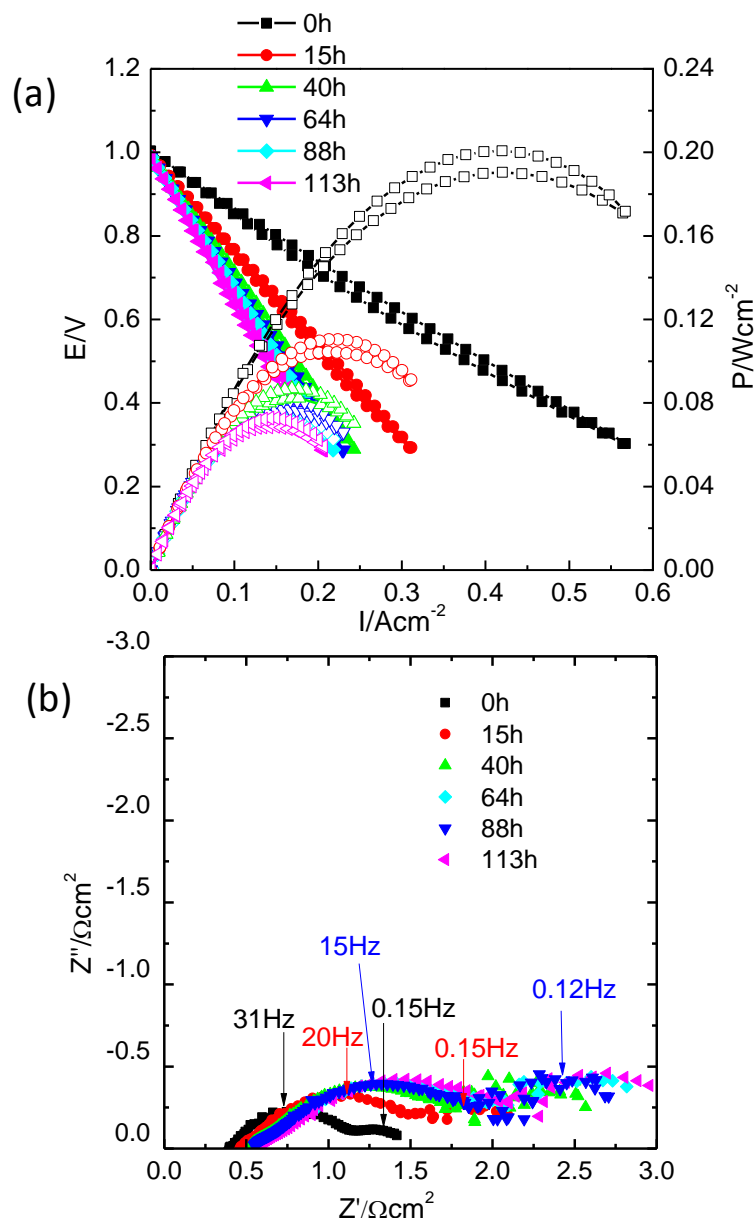 (a)
0h
15h
40h
64h
88h
113h
1.2
1.0
0.8
0.6
0.4
0.2
0.0
E/V
0.24
0.20
0.16
0.12
0.08
0.04
0.00
P/Wcm⁻²
0.0 0.1 0.2 0.3 0.4 0.5 0.6
I/Acm⁻²
(b)
-3.0
-2.5
-2.0
-1.5
-1.0
-0.5
0.0
Z''/Ωcm²
0h
15h
40h
64h
88h
113h
15Hz
31Hz
20Hz
0.15Hz
0.15Hz
0.12Hz
0.0 0.5 1.0 1.5 2.0 2.5 3.0
Z'/Ωcm²